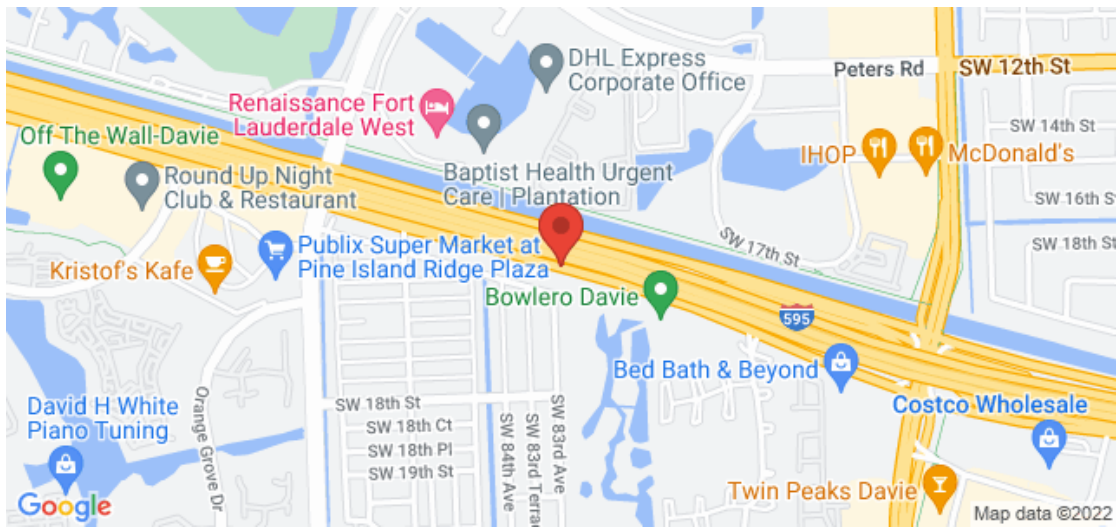 DHL Express
Corporate Office
Peters Rd
SW 12th St
Renaissance Fort
Lauderdale West
Off The Wall-Davie
SW 14th St
IHOP
McDonald's
Round Up Night
Club & Restaurant
Baptist Health Urgent
Care | Plantation
SW 16th St
SW 17th St
SW 18th St
Publix Super Market at
Pine Island Ridge Plaza
Kristof's Kafe
Bowlero Davie
595
Bed Bath & Beyond
Orange Grove Dr
SW 18th St
Costco Wholesale
David H White
Piano Tuning
SW 18th Ct
SW 18th Pl
SW 19th St
SW 84th Ave
SW 83rd Terrace
SW 83rd Ave
Twin Peaks Davie
Google
Map data ©2022